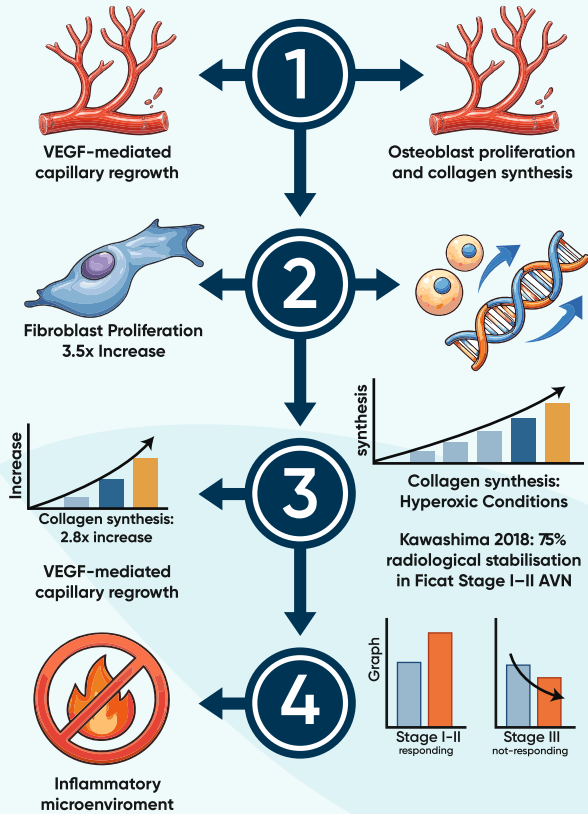 1
VEGF-mediated
capillary regrowth
Osteoblast proliferation
and collagen synthesis
2
Fibroblast Proliferation
3.5x Increase
3
Increase
Collagen synthesis:
2.8x increase
VEGF-mediated
capillary regrowth
synthesis
Collagen synthesis:
Hyperoxic Conditions
Kawashima 2018: 75%
radiological stabilisation
in Ficat Stage I–II AVN
4
Inflammatory
microenviroment
Graph
Stage I-II
responding
Stage III
not-responding